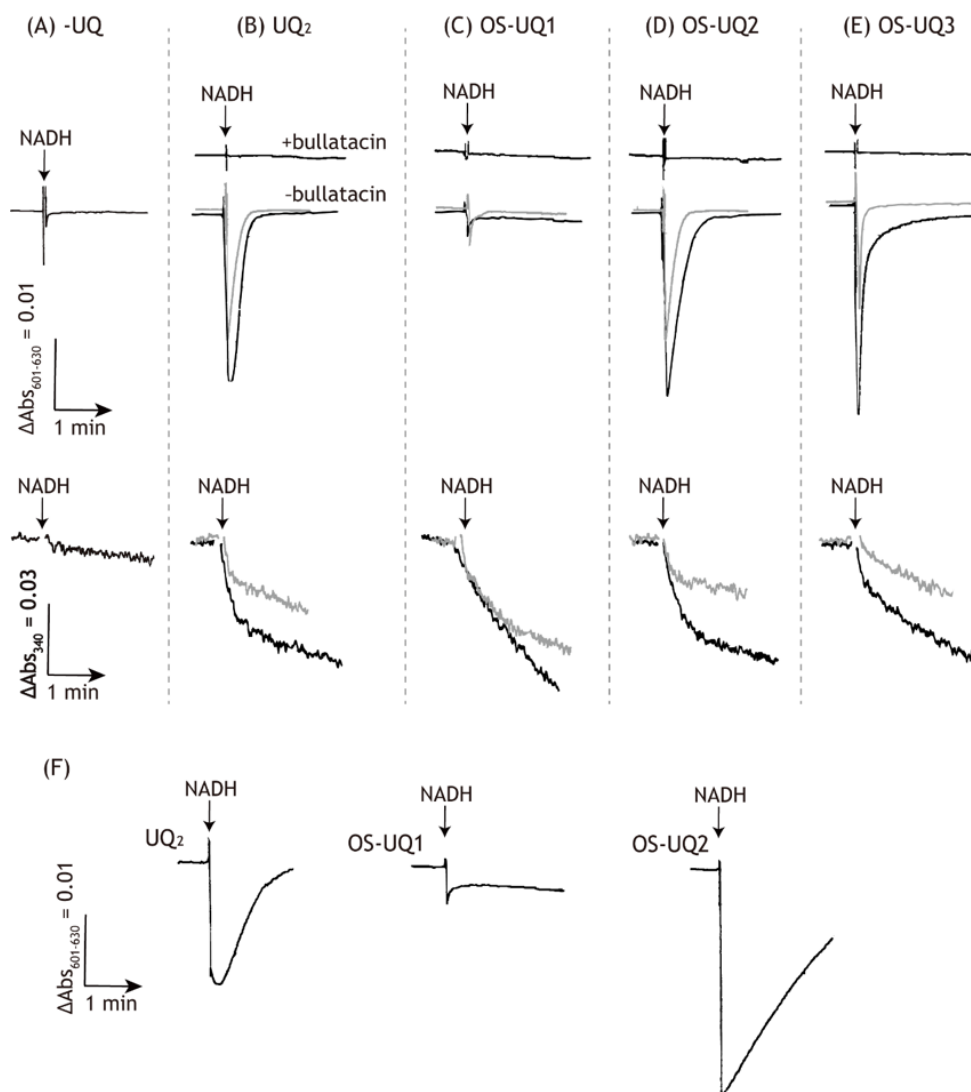 (A) -UQ
(B) UQ₂
(C) OS-UQ1
(D) OS-UQ2
(E) OS-UQ3
NADH
NADH
NADH
NADH
NADH
+bullatacin
-bullatacin
ΔAbs₆₀₁₋₆₃₀ = 0.01
1 min
NADH
NADH
NADH
NADH
NADH
ΔAbs₃₄₀ = 0.03
1 min
(F)
NADH
NADH
NADH
UQ₂
OS-UQ1
OS-UQ2
ΔAbs₆₀₁₋₆₃₀ = 0.01
1 min